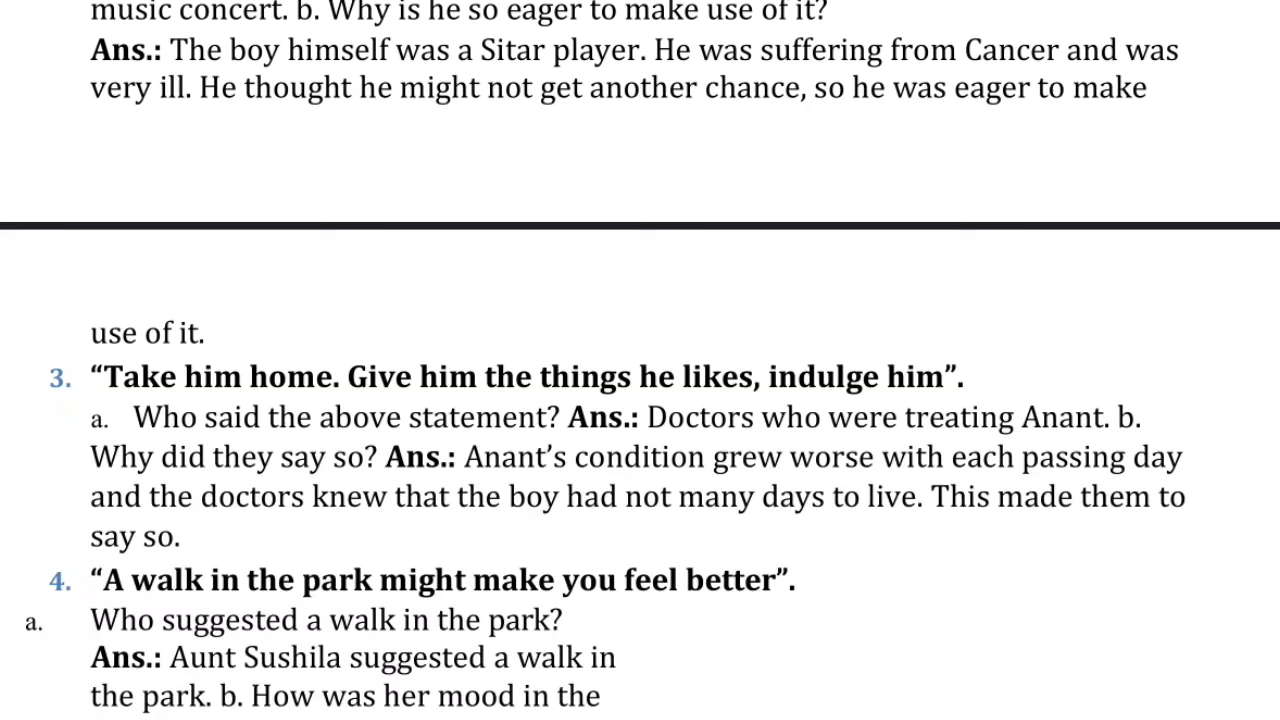 music concert. b. Why is he so eager to make use of it?
Ans.: The boy himself was a Sitar player. He was suffering from Cancer and was
very ill. He thought he might not get another chance, so he was eager to make
use of it.
3. “Take him home. Give him the things he likes, indulge him”.
a. Who said the above statement? Ans.: Doctors who were treating Anant. b.
Why did they say so? Ans.: Anant’s condition grew worse with each passing day
and the doctors knew that the boy had not many days to live. This made them to
say so.
4. “A walk in the park might make you feel better”.
a. Who suggested a walk in the park?
Ans.: Aunt Sushila suggested a walk in
the park. b. How was her mood in the